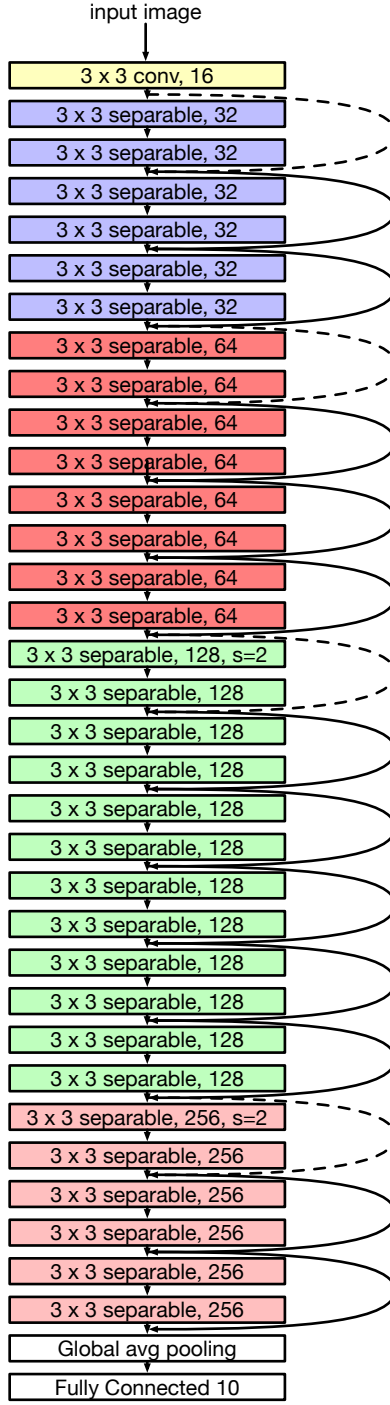 input image
3 x 3 conv, 16
3 x 3 separable, 32
3 x 3 separable, 32
3 x 3 separable, 32
3 x 3 separable, 32
3 x 3 separable, 32
3 x 3 separable, 32
3 x 3 separable, 64
3 x 3 separable, 64
3 x 3 separable, 64
3 x 3 separable, 64
3 x 3 separable, 64
3 x 3 separable, 64
3 x 3 separable, 64
3 x 3 separable, 64
3 x 3 separable, 128, s=2
3 x 3 separable, 128
3 x 3 separable, 128
3 x 3 separable, 128
3 x 3 separable, 128
3 x 3 separable, 128
3 x 3 separable, 128
3 x 3 separable, 128
3 x 3 separable, 128
3 x 3 separable, 128
3 x 3 separable, 128
3 x 3 separable, 128
3 x 3 separable, 256, s=2
3 x 3 separable, 256
3 x 3 separable, 256
3 x 3 separable, 256
3 x 3 separable, 256
3 x 3 separable, 256
Global avg pooling
Fully Connected 10